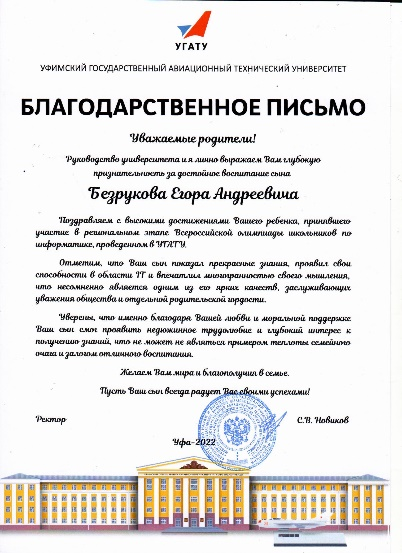 УГАТУ
УФИМСКИЙ ГОСУДАРСТВЕННЫЙ АВИАЦИОННЫЙ ТЕХНИЧЕСКИЙ УНИВЕРСИТЕТ
БЛАГОДАРСТВЕННОЕ ПИСЬМО
Уважаемые родители!
Руководство университета и я лично выражаем Вам глубокую
признательность за достойное воспитание сына
Безрукова Егора Андреевича
Поздравляем с высокими достижениями Вашего ребенка, принявшего
участие в региональном этапе Всероссийской олимпиады школьников по
информатике, проведенном в УГАТУ.
Отметим, что Ваш сын показал прекрасные знания, проявил свои
способности в области IT и впечатлил многогранностью своего мышления,
что несомненно является одним из его ярких качеств, заслуживающих
уважения общества и отдельной родительской гордости.
Уверены, что именно благодаря Вашей любви и моральной поддержке
Ваш сын смог проявить недюжинное трудолюбие и глубокий интерес к
получению знаний, что не может не являться примером теплоты семейного
очага и залогом отличного воспитания.
Желаем Вам мира и благополучия в семье.
Пусть Ваш сын всегда радует Вас своими успехами!
Ректор С.В. Новиков
Уфа-2022